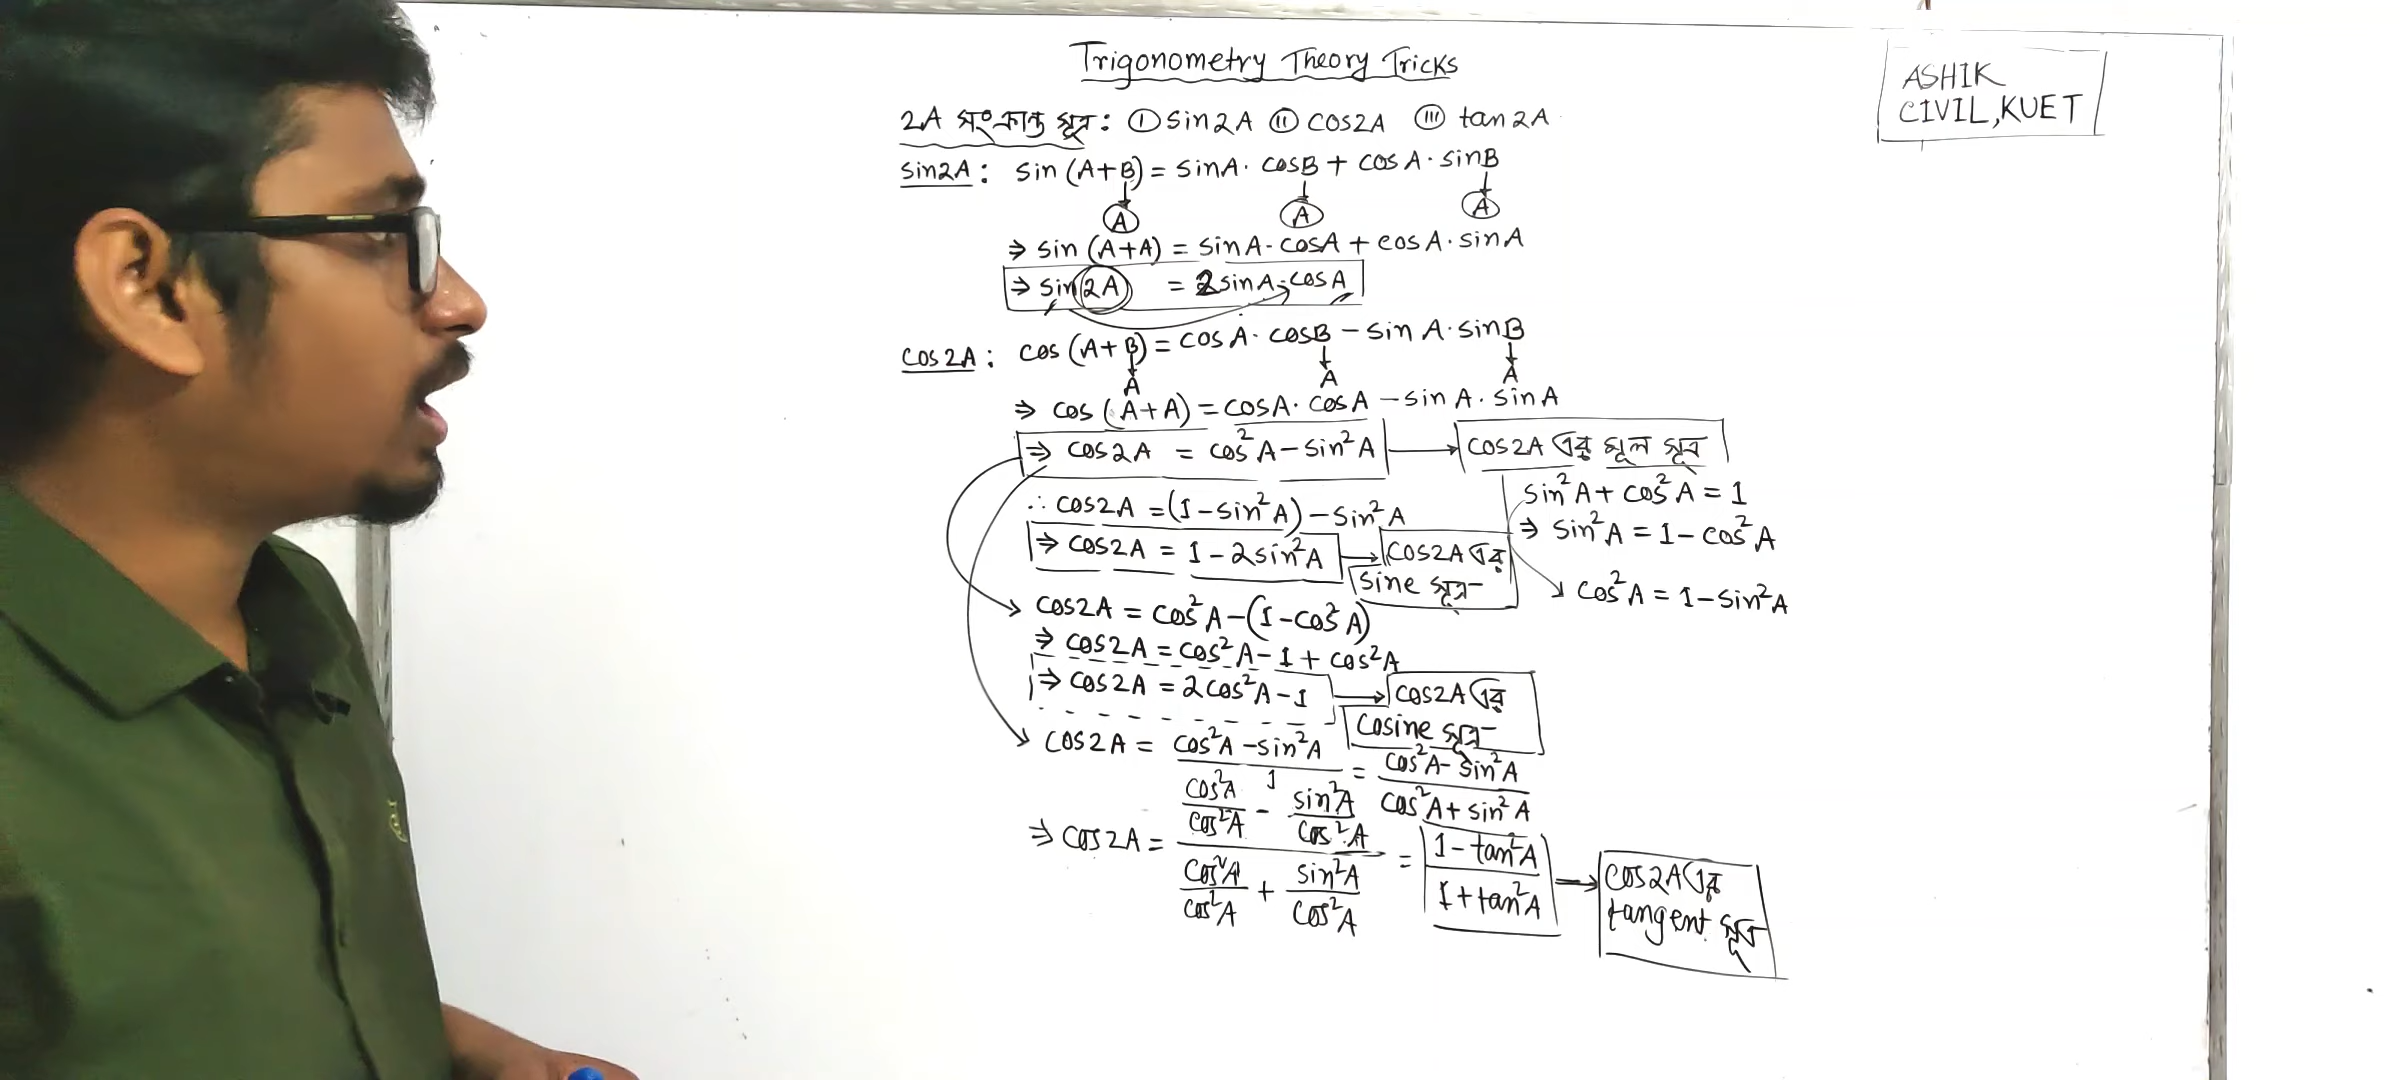 Trigonometry Theory Tricks
ASHIK
CIVIL,KUET
2A সংক্রান্ত সূত্র: (I) sin2A (II) cos2A (III) tan2A
sin2A: sin (A+B) = sinA. cosB + cosA. sinB
A A A
⇒ sin (A+A) = sinA. cosA + cosA. sinA
⇒ sin 2A = 2sinA. cosA
cos2A: cos (A+B) = cosA. cosB - sinA. sinB
A A A
⇒ cos (A+A) = cosA. cosA - sinA. sinA
⇒ cos2A = cos²A - sin²A → cos2A এর মূল সূত্র
sin²A + cos²A = 1
⇒ sin²A = 1 - cos²A
cos²A = 1 - sin²A
∴ cos2A = (1 - sin²A) - sin²A
⇒ cos2A = 1 - 2sin²A → cos2A এর
sine সূত্র
cos2A = cos²A - (1 - cos²A)
⇒ cos2A = cos²A - 1 + cos²A
⇒ cos2A = 2cos²A - 1 → cos2A এর
cosine সূত্র
cos2A = (cos²A - sin²A)/1 = (cos²A - sin²A)/(cos²A + sin²A)
⇒ cos2A = (cos²A/cos²A - sin²A/cos²A)/(cos²A/cos²A + sin²A/cos²A) = (1 - tan²A)/(1 + tan²A) → cos2A এর
tangent সূত্র